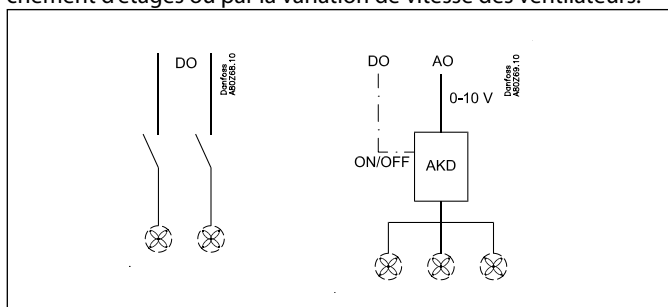 chement d'étages ou par la variation de vitesse des ventilateurs.
DO
Danfoss
A80Z68.10
DO
AO
0-10 V
Danfoss
A80Z69.10
ON/OFF
AKD